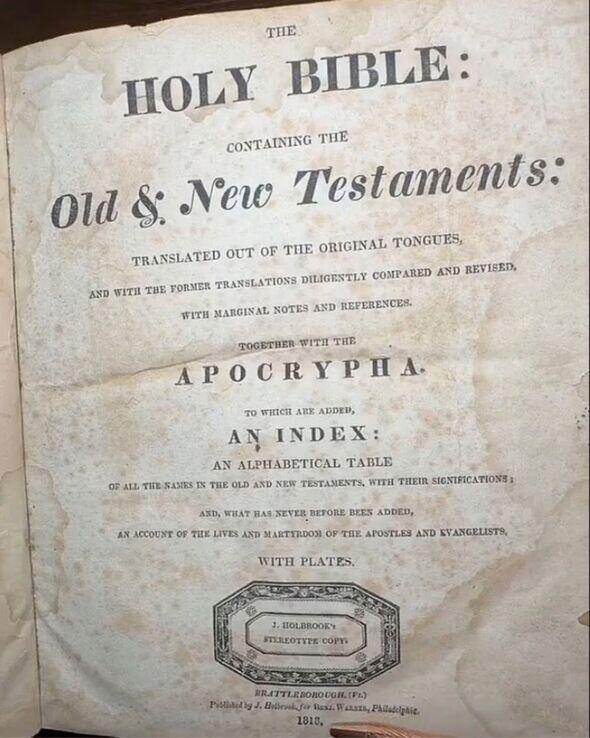 THE
HOLY BIBLE:
CONTAINING THE
Old & New Testaments:
TRANSLATED OUT OF THE ORIGINAL TONGUES,
AND WITH THE FORMER TRANSLATIONS DILIGENTLY COMPARED AND REVISED,
WITH MARGINAL NOTES AND REFERENCES.
TOGETHER WITH THE
APOCRYPHA.
TO WHICH ARE ADDED,
AN INDEX:
AN ALPHABETICAL TABLE
OF ALL THE NAMES IN THE OLD AND NEW TESTAMENTS, WITH THEIR SIGNIFICATIONS;
AND, WHAT HAS NEVER BEFORE BEEN ADDED,
AN ACCOUNT OF THE LIVES AND MARTYRDOM OF THE APOSTLES AND EVANGELISTS,
WITH PLATES.
J. HOLBROOK's
STEREOTYPE COPY.
BRATTLEBOROUGH, (Vt.)
Published by J. Holbrook, for BENJ. WARNER, Philadelphia.
1818.